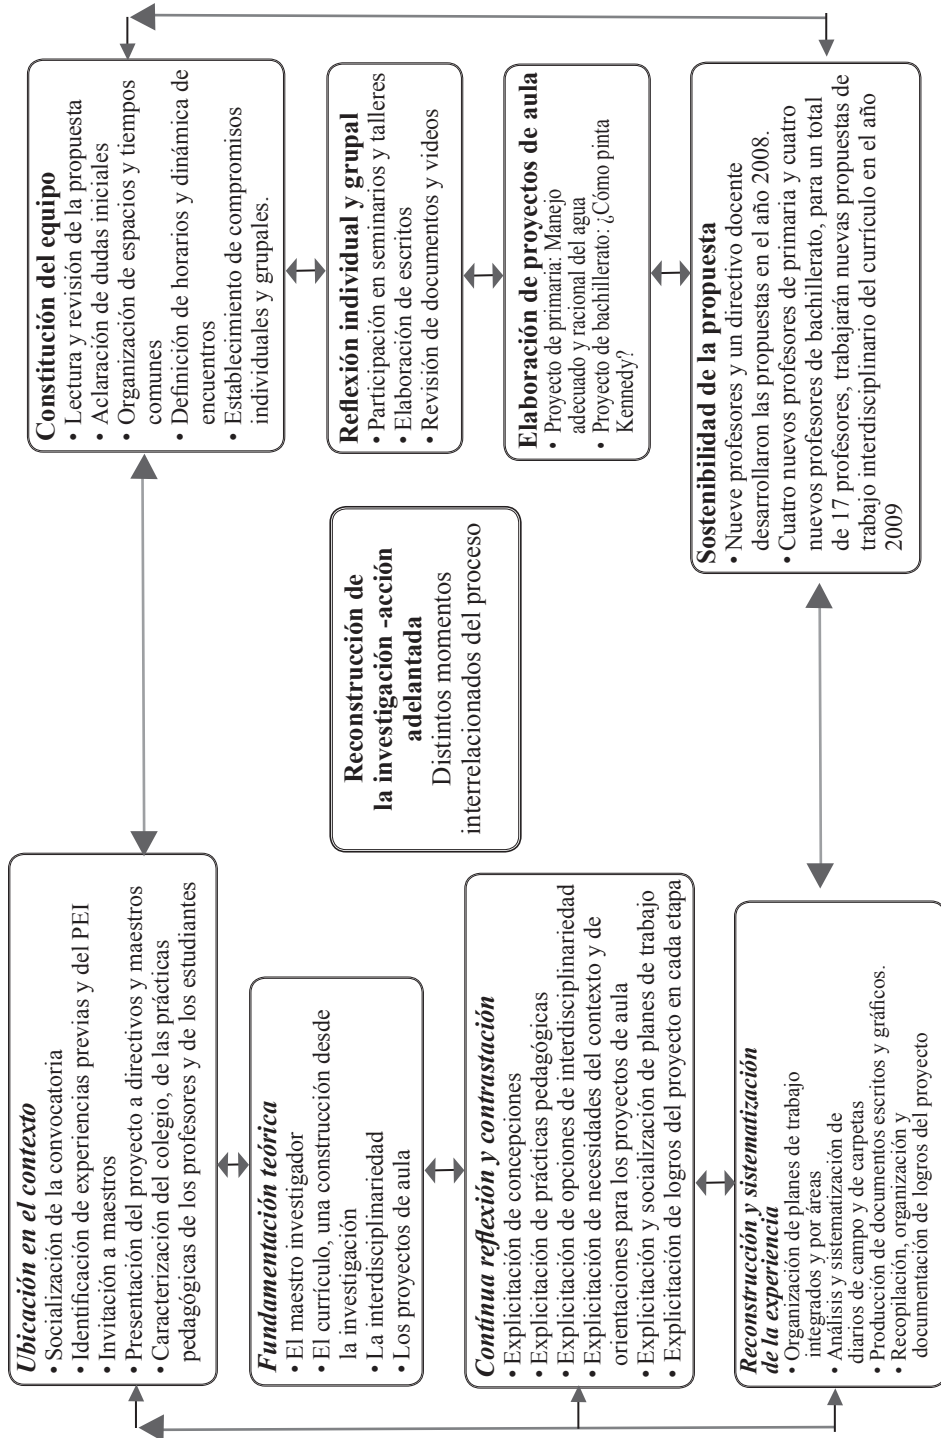 Ubicación en el contexto
• Socialización de la convocatoria
• Identificación de experiencias previas y del PEI
• Invitación a maestros
• Presentación del proyecto a directivos y maestros
• Caracterización del colegio, de las prácticas
pedagógicas de los profesores y de los estudiantes
Fundamentación teórica
• El maestro investigador
• El currículo, una construcción desde
la investigación
• La interdisciplinariedad
• Los proyectos de aula
Contínua reflexión y contrastación
• Explicitación de concepciones
• Explicitación de prácticas pedagógicas
• Explicitación de opciones de interdisciplinariedad
• Explicitación de necesidades del contexto y de
orientaciones para los proyectos de aula
• Explicitación y socialización de planes de trabajo
• Explicitación de logros del proyecto en cada etapa
Reconstrucción y sistematización
de la experiencia
• Organización de planes de trabajo
integrados y por áreas
• Análisis y sistematización de
diarios de campo y de carpetas
• Producción de documentos escritos y gráficos.
• Recopilación, organización y
documentación de logros del proyecto
Reconstrucción de
la investigación -acción
adelantada
Distintos momentos
interrelacionados del proceso
Constitución del equipo
• Lectura y revisión de la propuesta
• Aclaración de dudas iniciales
• Organización de espacios y tiempos
comunes
• Definición de horarios y dinámica de
encuentros
• Establecimiento de compromisos
individuales y grupales.
Reflexión individual y grupal
• Participación en seminarios y talleres
• Elaboración de escritos
• Revisión de documentos y videos
Elaboración de proyectos de aula
• Proyecto de primaria: Manejo
adecuado y racional del agua
• Proyecto de bachillerato: ¿Cómo pinta
Kennedy?
Sostenibilidad de la propuesta
• Nueve profesores y un directivo docente
desarrollaron las propuestas en el año 2008.
• Cuatro nuevos profesores de primaria y cuatro
nuevos profesores de bachillerato, para un total
de 17 profesores, trabajarán nuevas propuestas de
trabajo interdisciplinario del currículo en el año
2009